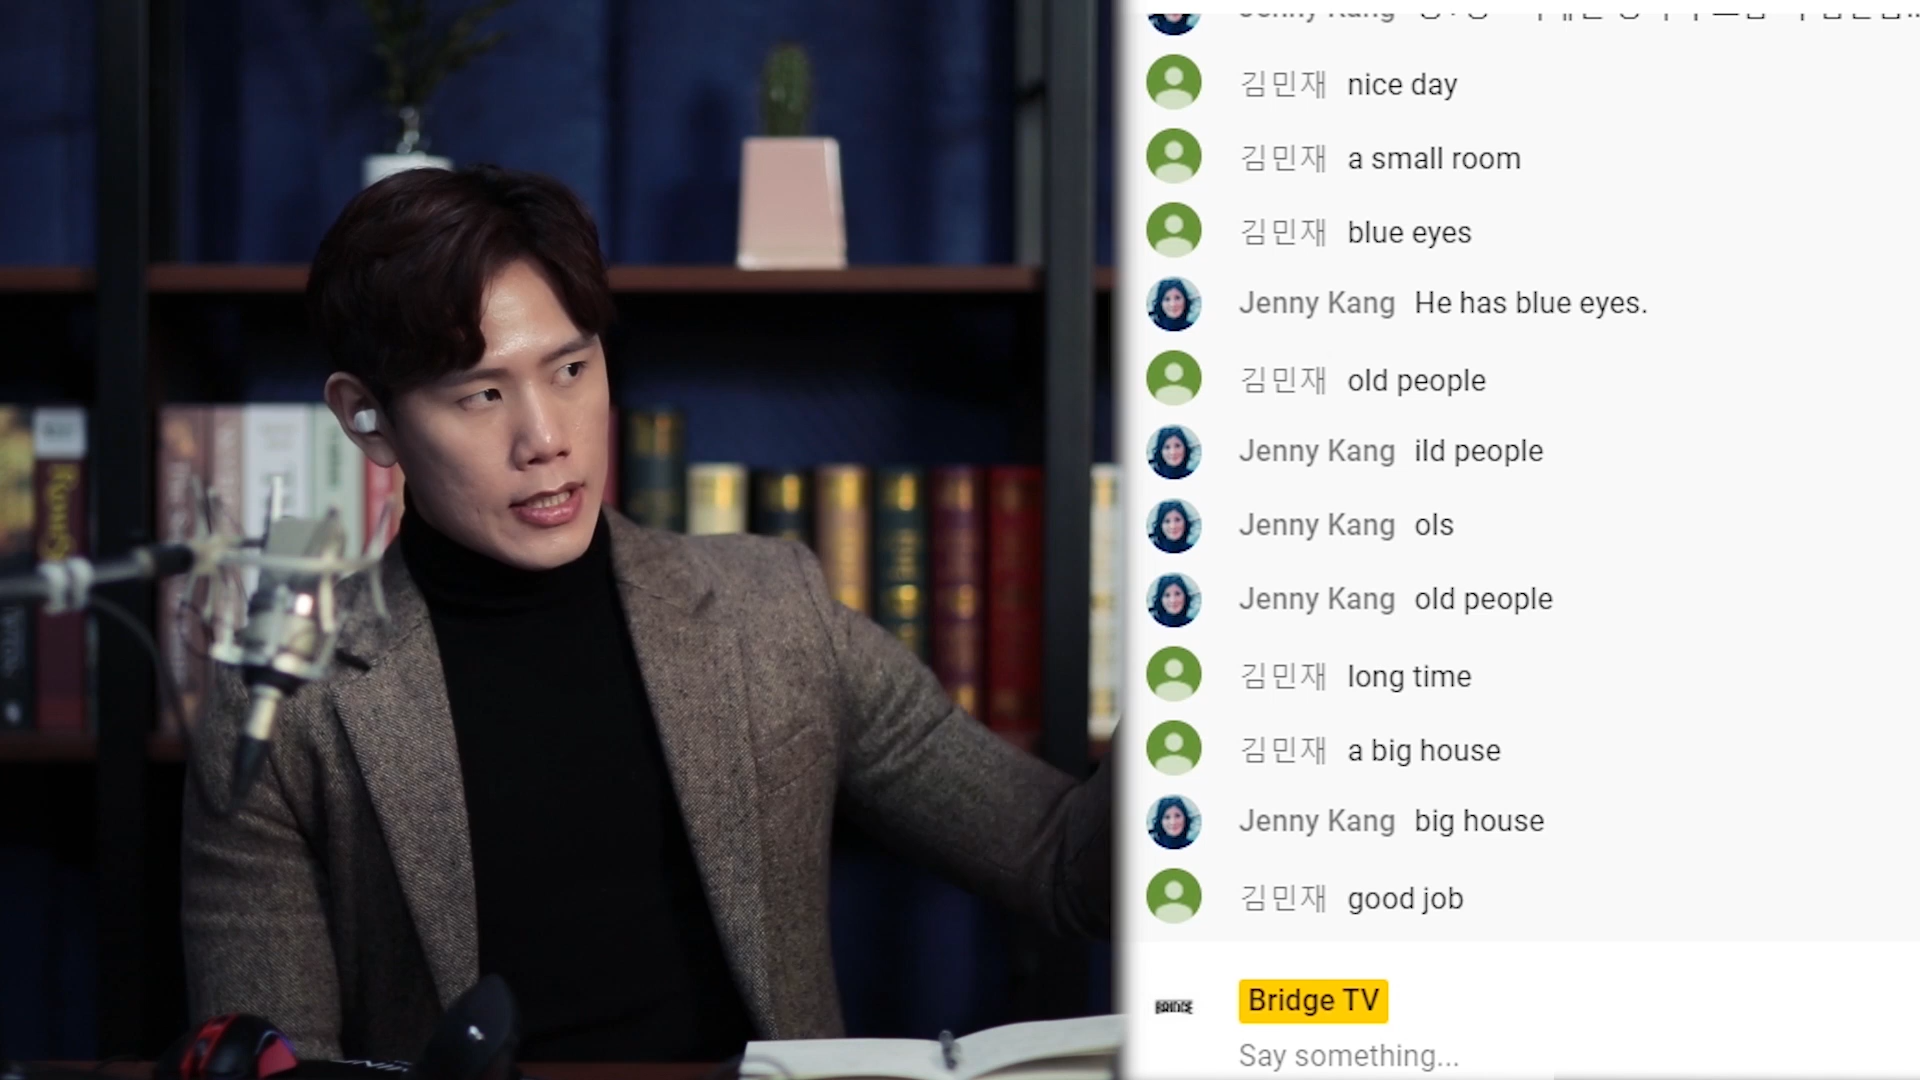 Jenny Kang
김민재 nice day
김민재 a small room
김민재 blue eyes
Jenny Kang He has blue eyes.
김민재 old people
Jenny Kang ild people
Jenny Kang ols
Jenny Kang old people
김민재 long time
김민재 a big house
Jenny Kang big house
김민재 good job
BRIDGE
Bridge TV
Say something...